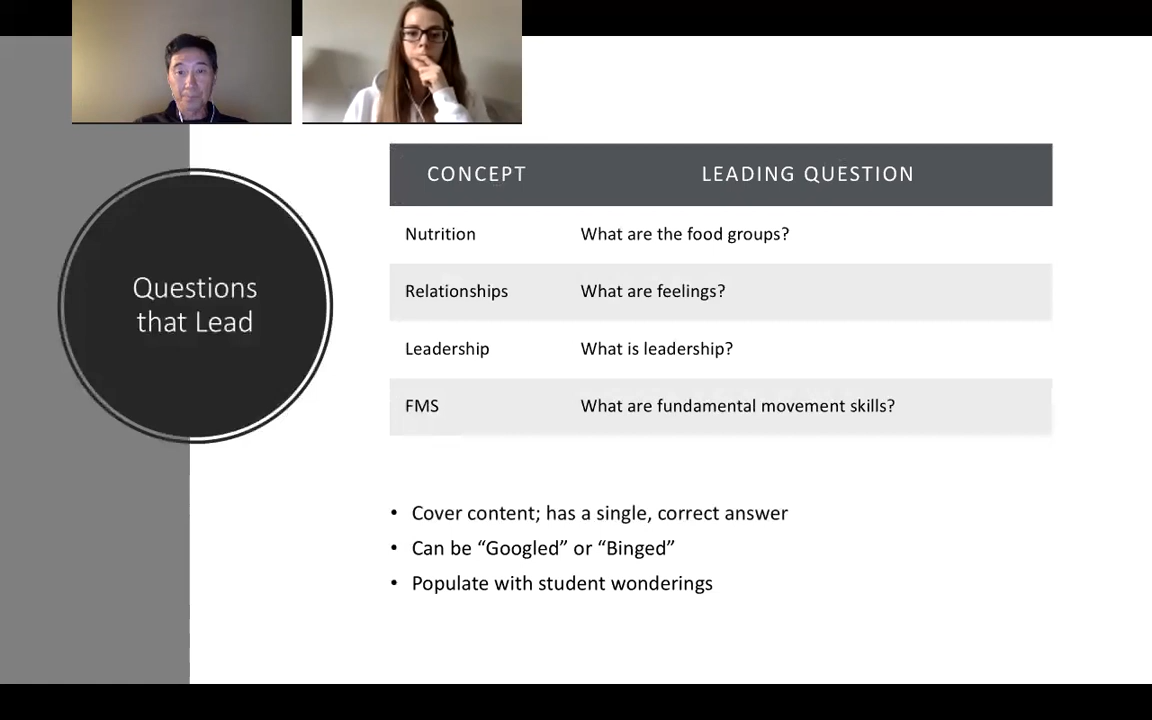 Questions
that Lead
CONCEPT LEADING QUESTION
Nutrition What are the food groups?
Relationships What are feelings?
Leadership What is leadership?
FMS What are fundamental movement skills?
• Cover content; has a single, correct answer
• Can be “Googled” or “Binged”
• Populate with student wonderings